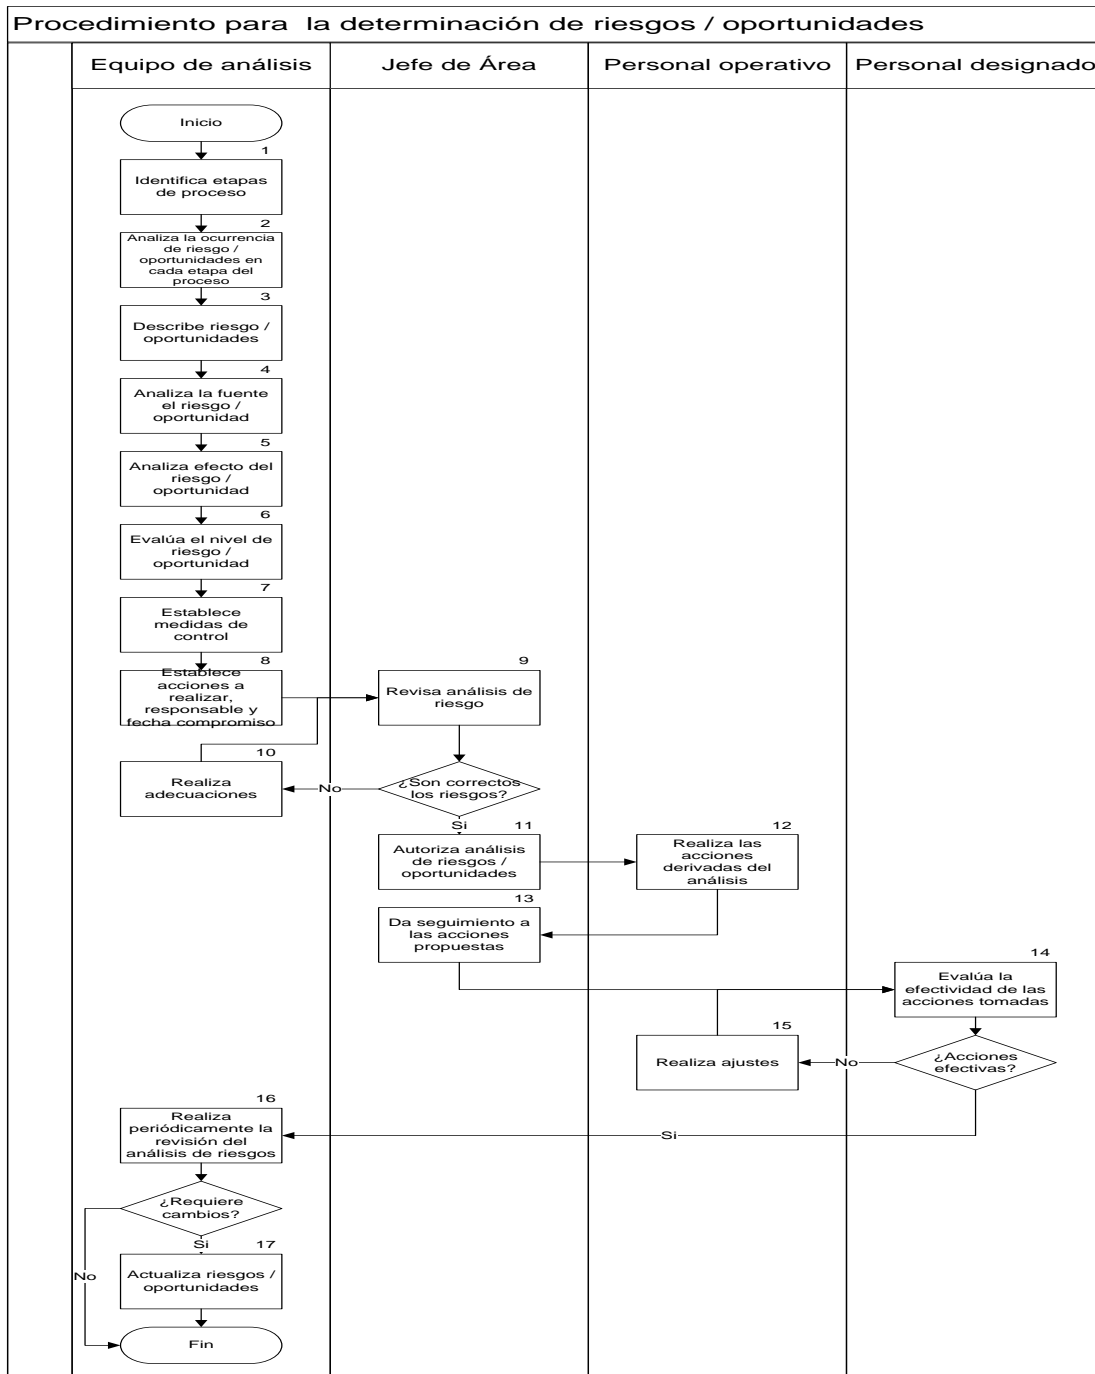 Procedimiento para la determinación de riesgos / oportunidades
Equipo de análisis
Jefe de Área
Personal operativo
Personal designado
Inicio
1
Identifica etapas
de proceso
2
Analiza la ocurrencia
de riesgo /
oportunidades en
cada etapa del
proceso
3
Describe riesgo /
oportunidades
4
Analiza la fuente
el riesgo /
oportunidad
5
Analiza efecto del
riesgo /
oportunidad
6
Evalúa el nivel de
riesgo /
oportunidad
7
Establece
medidas de
control
8
Establece
acciones a
realizar,
responsable y
fecha compromiso
9
Revisa análisis de
riesgo
10
Realiza
adecuaciones
No
¿Son correctos
los riesgos?
Si
11
Autoriza análisis
de riesgos /
oportunidades
12
Realiza las
acciones
derivadas del
análisis
13
Da seguimiento a
las acciones
propuestas
14
Evalúa la
efectividad de las
acciones tomadas
15
Realiza ajustes
No
¿Acciones
efectivas?
Si
16
Realiza
periódicamente la
revisión del
análisis de riesgos
¿Requiere
cambios?
Si
17
No
Actualiza riesgos /
oportunidades
Fin